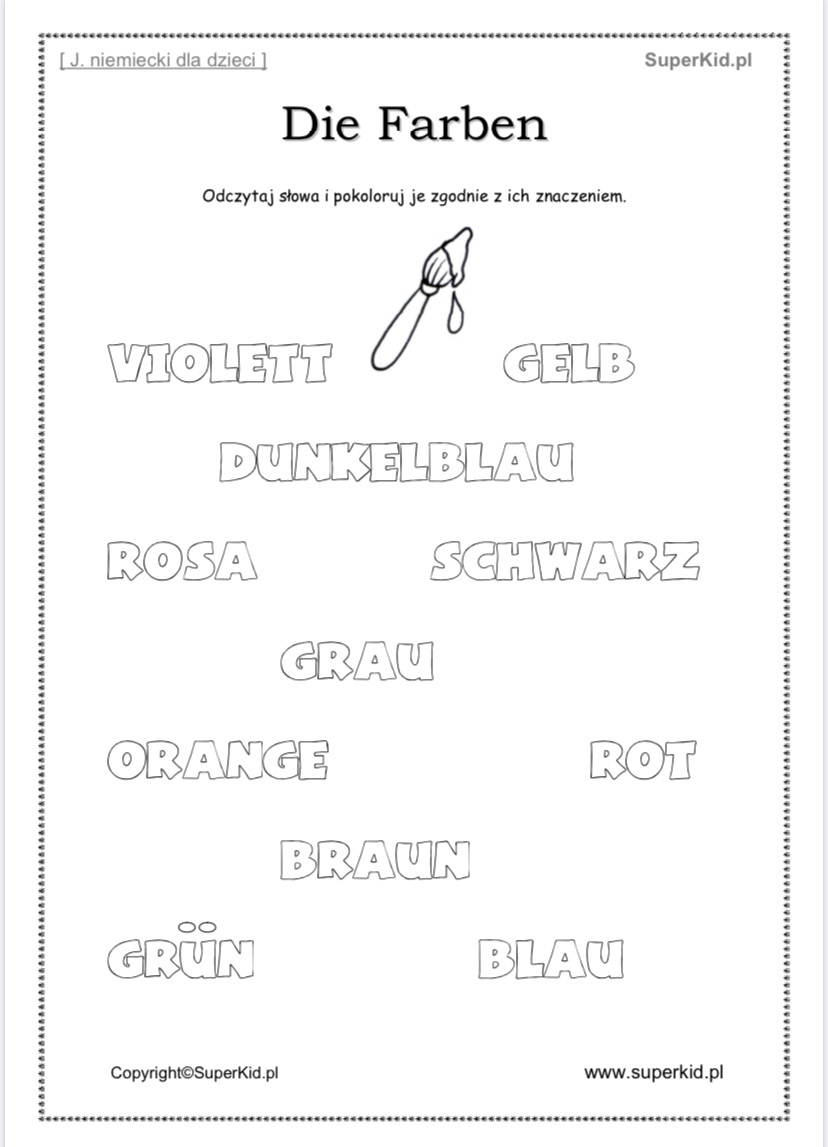 [ J. niemiecki dla dzieci ] SuperKid.pl
Die Farben
Odczytaj słowa i pokoloruj je zgodnie z ich znaczeniem.
VIOLETT GELB
DUNKELBLAU
ROSA SCHWARZ
GRAU
ORANGE ROT
BRAUN
GRÜN BLAU
Copyright©SuperKid.pl www.superkid.pl